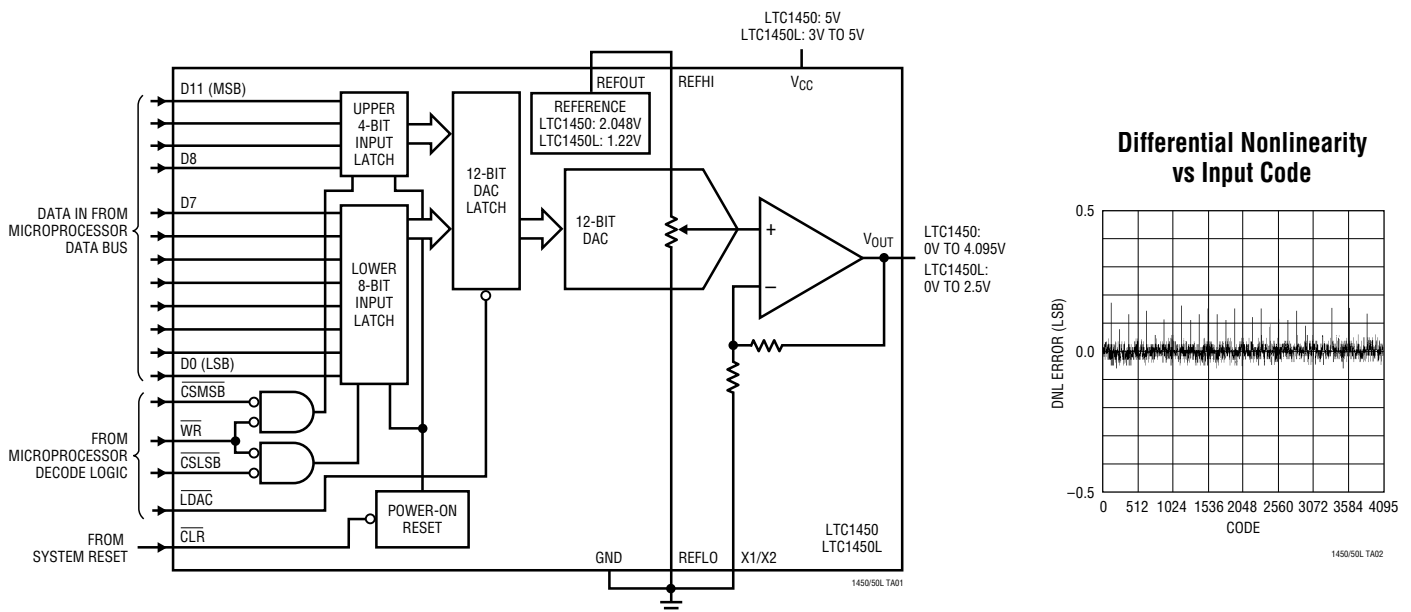 LTC1450: 5V
LTC1450L: 3V TO 5V
REFOUT
REFHI
VCC
D11 (MSB)
UPPER
4-BIT
INPUT
LATCH
REFERENCE
LTC1450: 2.048V
LTC1450L: 1.22V
D8
12-BIT
DAC
LATCH
D7
DATA IN FROM
MICROPROCESSOR
DATA BUS
12-BIT
DAC
+
–
VOUT
LTC1450:
0V TO 4.095V
LTC1450L:
0V TO 2.5V
LOWER
8-BIT
INPUT
LATCH
D0 (LSB)
CSMSB
WR
FROM
MICROPROCESSOR
DECODE LOGIC
CSLSB
LDAC
POWER-ON
RESET
FROM
SYSTEM RESET
CLR
LTC1450
LTC1450L
GND
REFLO
X1/X2
1450/50L TA01
Differential Nonlinearity
vs Input Code
0.5
0.0
–0.5
DNL ERROR (LSB)
0 512 1024 1536 2048 2560 3072 3584 4095
CODE
1450/50L TA02